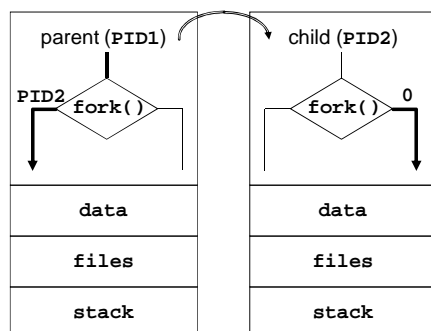 parent (PID1)
PID2
fork()
data
files
stack
child (PID2)
0
fork()
data
files
stack